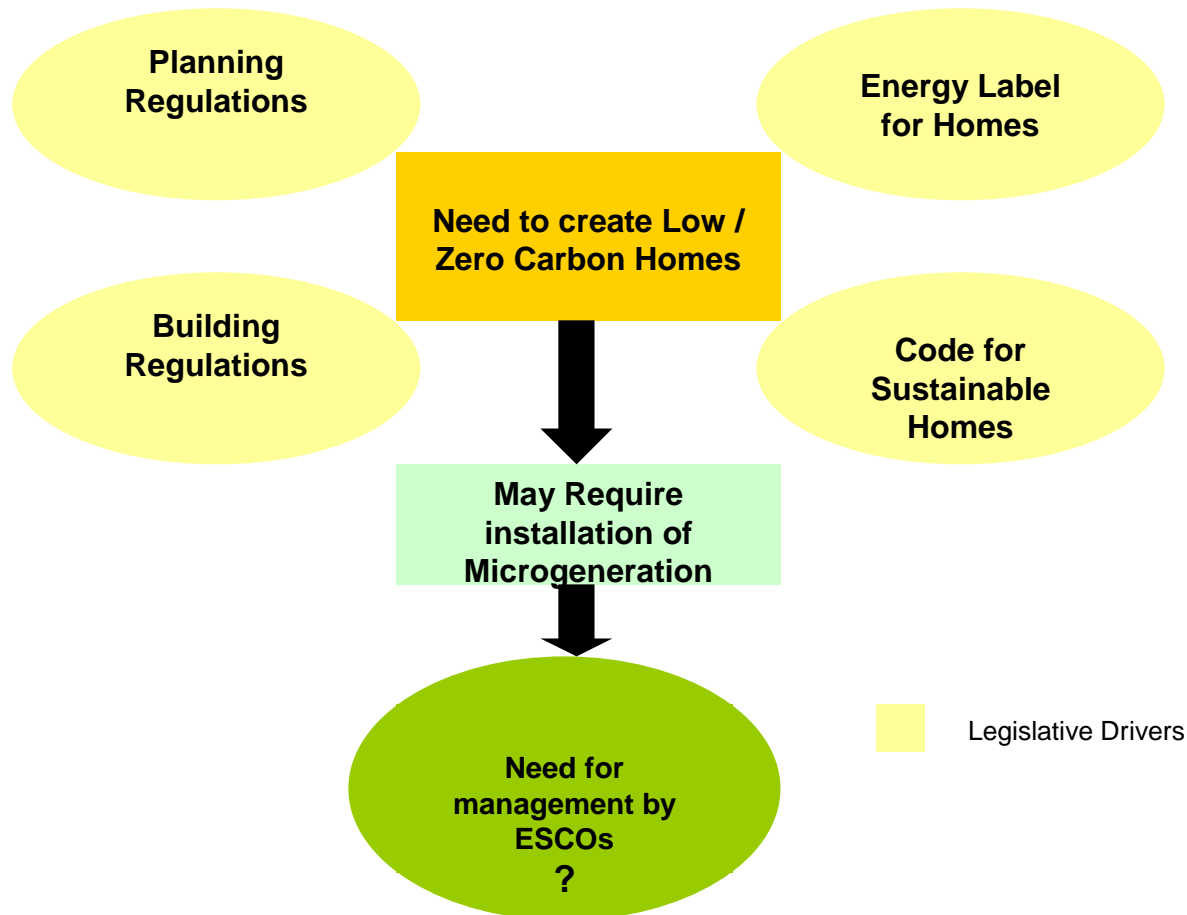 Planning
Regulations
Energy Label
for Homes
Need to create Low /
Zero Carbon Homes
Building
Regulations
Code for
Sustainable
Homes
May Require
installation of
Microgeneration
Need for
management by
ESCOs
?
Legislative Drivers